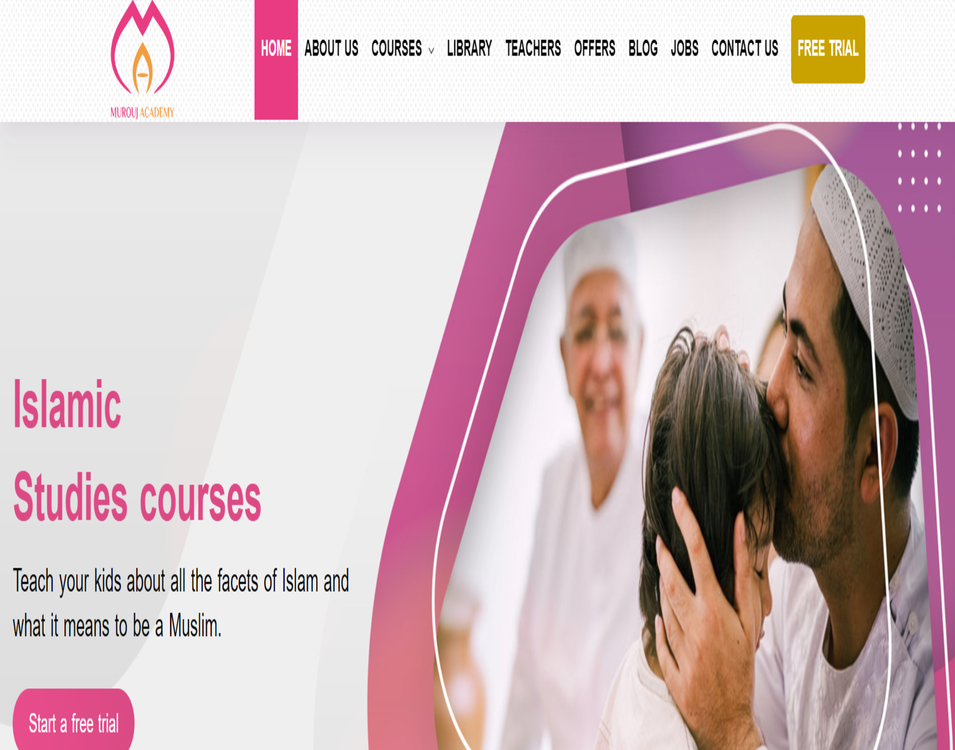 MUROUJ ACADEMY
HOME ABOUT US COURSES LIBRARY TEACHERS OFFERS BLOG JOBS CONTACT US FREE TRIAL
Islamic
Studies courses
Teach your kids about all the facets of Islam and
what it means to be a Muslim.
Start a free trial